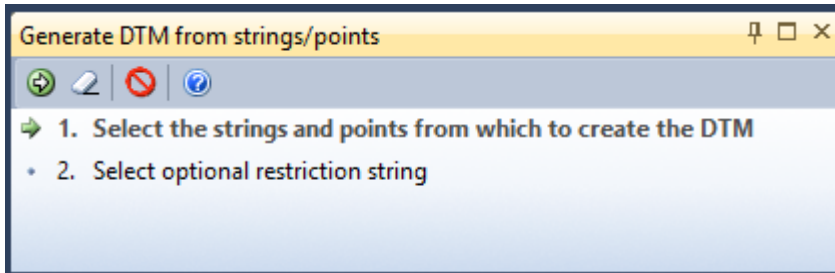 Generate DTM from strings/points
1. Select the strings and points from which to create the DTM
2. Select optional restriction string